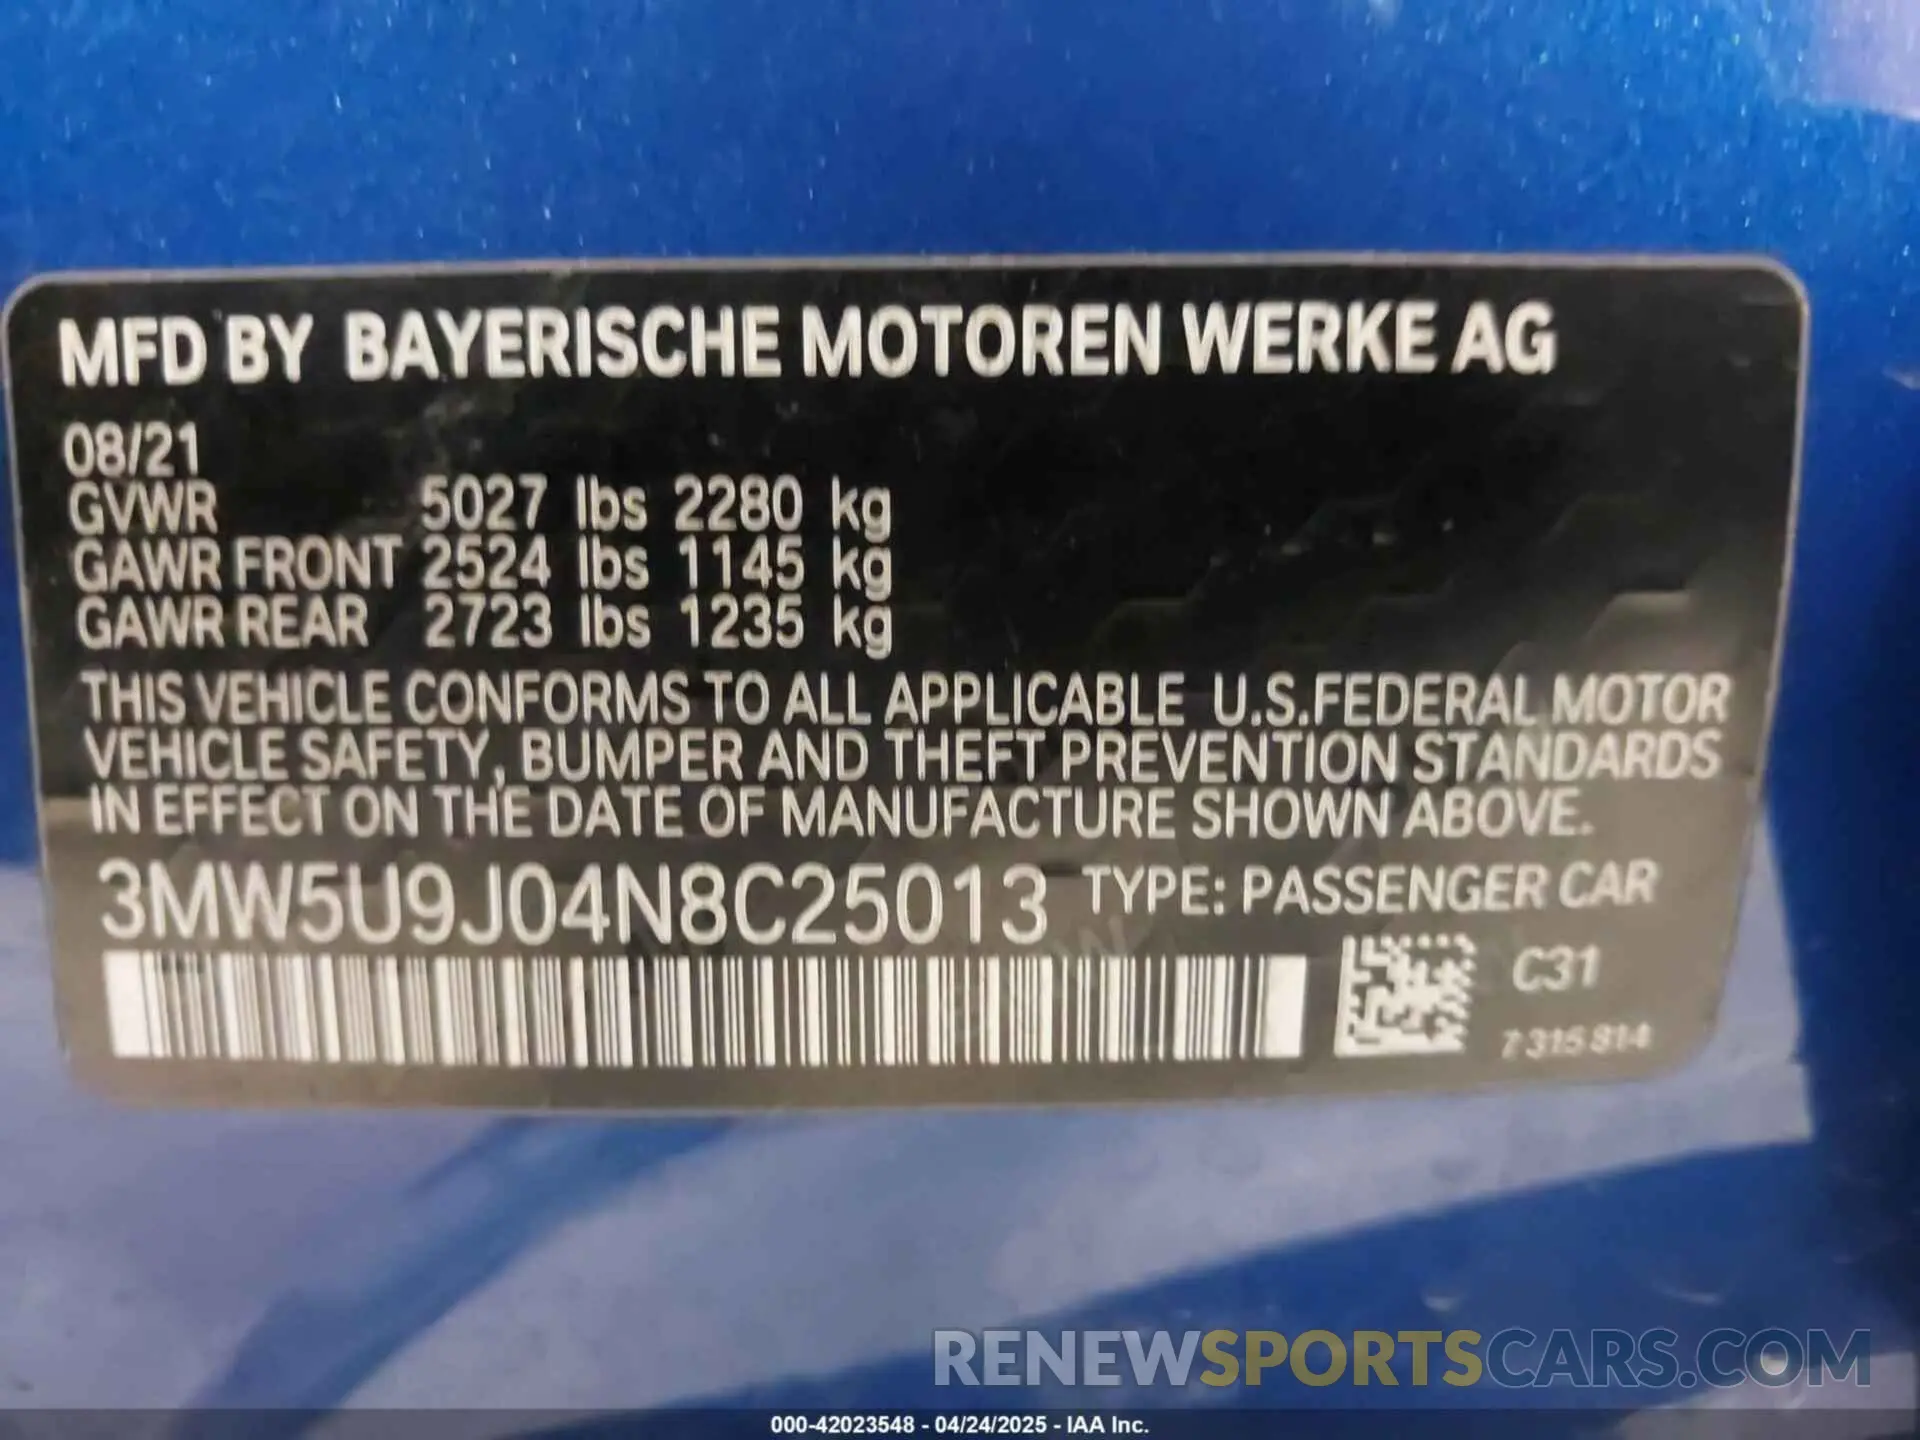 MFD BY BAYERISCHE MOTOREN WERKE AG
08/21
GVWR 5027 lbs 2280 kg
GAWR FRONT 2524 lbs 1145 kg
GAWR REAR 2723 lbs 1235 kg
THIS VEHICLE CONFORMS TO ALL APPLICABLE U.S.FEDERAL MOTOR
VEHICLE SAFETY, BUMPER AND THEFT PREVENTION STANDARDS
IN EFFECT ON THE DATE OF MANUFACTURE SHOWN ABOVE.
3MW5U9J04N8C25013 TYPE: PASSENGER CAR
C31
7 315 814
RENEWSPORTSCARS.COM
000-42023548 - 04/24/2025 - IAA Inc.